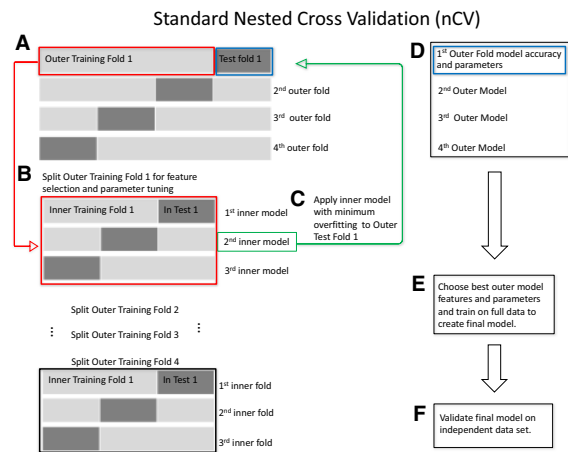 Standard Nested Cross Validation (nCV)
A
Outer Training Fold 1
Test fold 1
2nd outer fold
3rd outer fold
4th outer fold
B
Split Outer Training Fold 1 for feature
selection and parameter tuning
Inner Training Fold 1
In Test 1
1st inner model
2nd inner model
3rd inner model
C
Apply inner model
with minimum
overfitting to Outer
Test Fold 1
Split Outer Training Fold 2
⋮
⋮
Split Outer Training Fold 3
Split Outer Training Fold 4
Inner Training Fold 1
In Test 1
1st inner fold
2nd inner fold
3rd inner fold
D
1st Outer Fold model accuracy
and parameters
2nd Outer Model
3rd Outer Model
4th Outer Model
E
Choose best outer model
features and parameters
and train on full data to
create final model.
F
Validate final model on
independent data set.